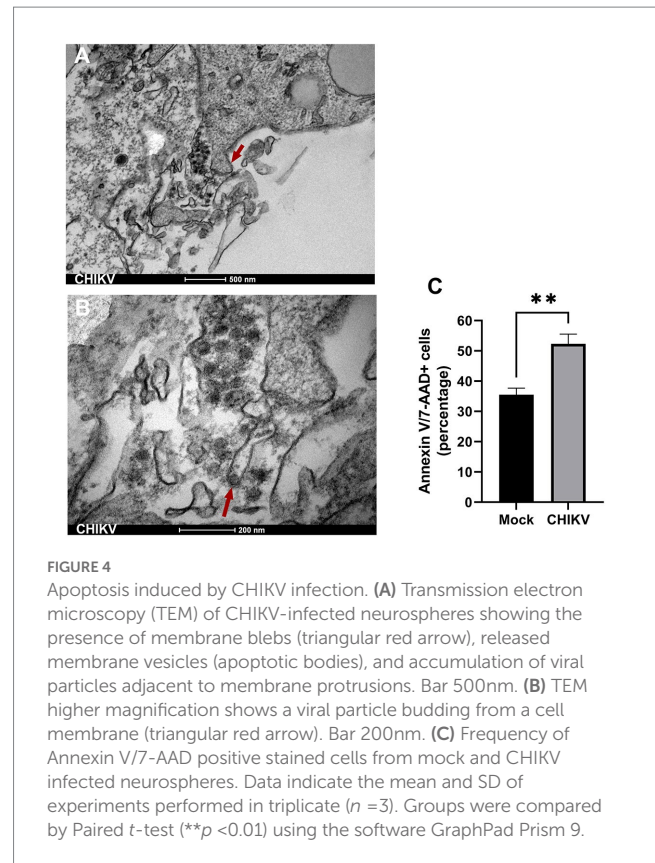 A
CHIKV
500 nm
B
CHIKV
200 nm
C
**
Annexin V/7-AAD+ cells
(percentage)
60
50
40
30
20
10
0
Mock CHIKV
FIGURE 4
Apoptosis induced by CHIKV infection. (A) Transmission electron
microscopy (TEM) of CHIKV-infected neurospheres showing the
presence of membrane blebs (triangular red arrow), released
membrane vesicles (apoptotic bodies), and accumulation of viral
particles adjacent to membrane protrusions. Bar 500nm. (B) TEM
higher magnification shows a viral particle budding from a cell
membrane (triangular red arrow). Bar 200nm. (C) Frequency of
Annexin V/7-AAD positive stained cells from mock and CHIKV
infected neurospheres. Data indicate the mean and SD of
experiments performed in triplicate (n =3). Groups were compared
by Paired t-test (**p <0.01) using the software GraphPad Prism 9.